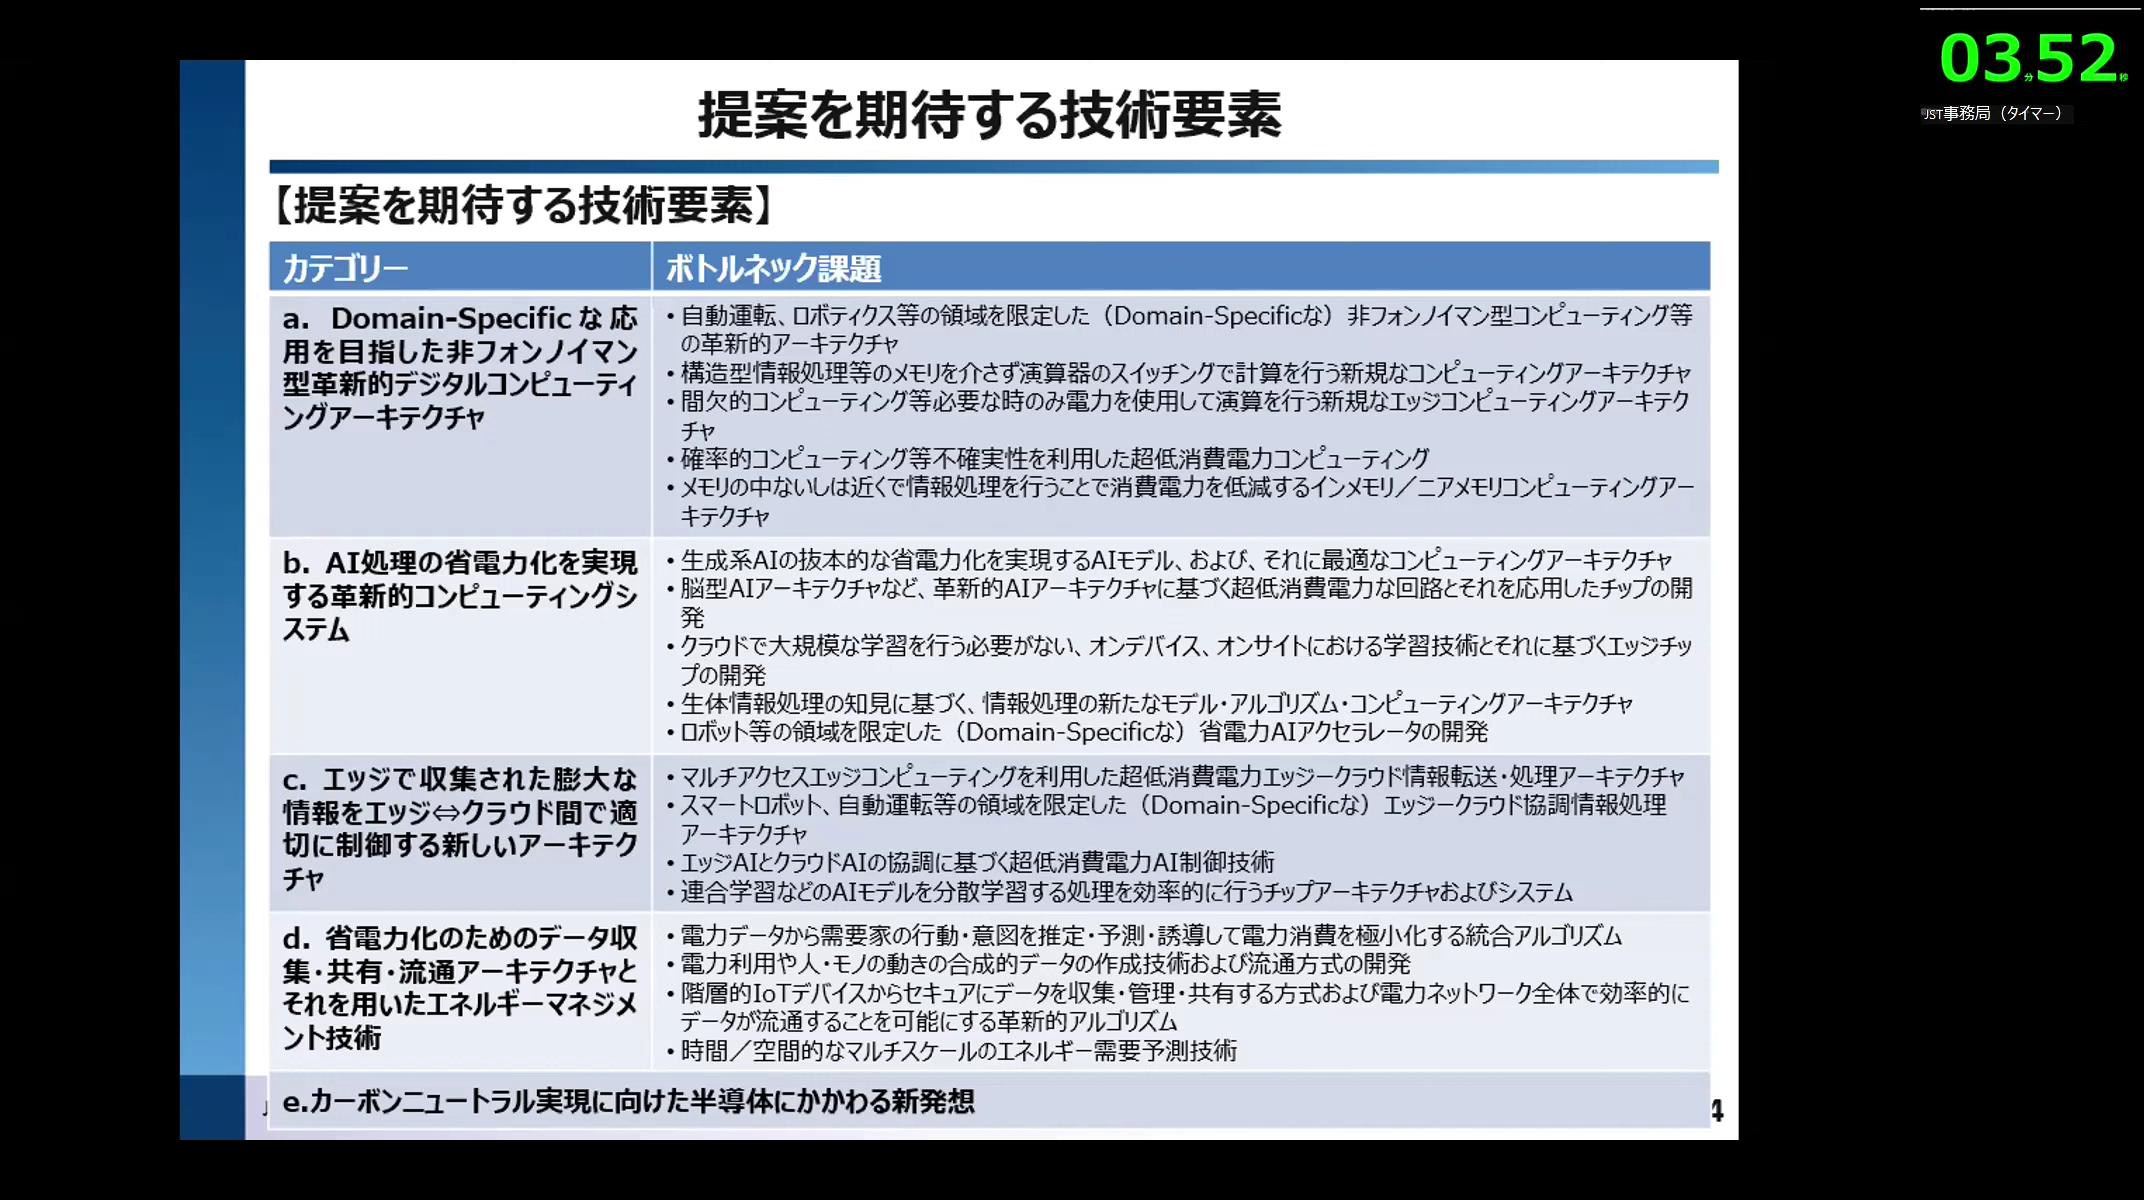 03分52秒
JST事務局（タイマー）
提案を期待する技術要素
【提案を期待する技術要素】
カテゴリー
ボトルネック課題
a. Domain-Specificな応
用を目指した非フォンノイマン
型革新的デジタルコンピューティ
ングアーキテクチャ
・自動運転、ロボティクス等の領域を限定した（Domain-Specificな）非フォンノイマン型コンピューティング等
の革新的アーキテクチャ
・構造型情報処理等のメモリを介さず演算器のスイッチングで計算を行う新規なコンピューティングアーキテクチャ
・間欠的コンピューティング等必要な時のみ電力を使用して演算を行う新規なエッジコンピューティングアーキテク
チャ
・確率的コンピューティング等不確実性を利用した超低消費電力コンピューティング
・メモリの中ないしは近くで情報処理を行うことで消費電力を低減するインメモリ／ニアメモリコンピューティングアー
キテクチャ
b. AI処理の省電力化を実現
する革新的コンピューティングシ
ステム
・生成系AIの抜本的な省電力化を実現するAIモデル、および、それに最適なコンピューティングアーキテクチャ
・脳型AIアーキテクチャなど、革新的AIアーキテクチャに基づく超低消費電力な回路とそれを応用したチップの開
発
・クラウドで大規模な学習を行う必要がない、オンデバイス、オンサイトにおける学習技術とそれに基づくエッジチッ
プの開発
・生体情報処理の知見に基づく、情報処理の新たなモデル・アルゴリズム・コンピューティングアーキテクチャ
・ロボット等の領域を限定した（Domain-Specificな）省電力AIアクセラレータの開発
c. エッジで収集された膨大な
情報をエッジ⇔クラウド間で適
切に制御する新しいアーキテク
チャ
・マルチアクセスエッジコンピューティングを利用した超低消費電力エッジークラウド情報転送・処理アーキテクチャ
・スマートロボット、自動運転等の領域を限定した（Domain-Specificな）エッジークラウド協調情報処理
アーキテクチャ
・エッジAIとクラウドAIの協調に基づく超低消費電力AI制御技術
・連合学習などのAIモデルを分散学習する処理を効率的に行うチップアーキテクチャおよびシステム
d. 省電力化のためのデータ収
集・共有・流通アーキテクチャと
それを用いたエネルギーマネジメ
ント技術
・電力データから需要家の行動・意図を推定・予測・誘導して電力消費を極小化する統合アルゴリズム
・電力利用や人・モノの動きの合成的データの作成技術および流通方式の開発
・階層的IoTデバイスからセキュアにデータを収集・管理・共有する方式および電力ネットワーク全体で効率的に
データが流通することを可能にする革新的アルゴリズム
・時間／空間的なマルチスケールのエネルギー需要予測技術
e.カーボンニュートラル実現に向けた半導体にかかわる新発想
4